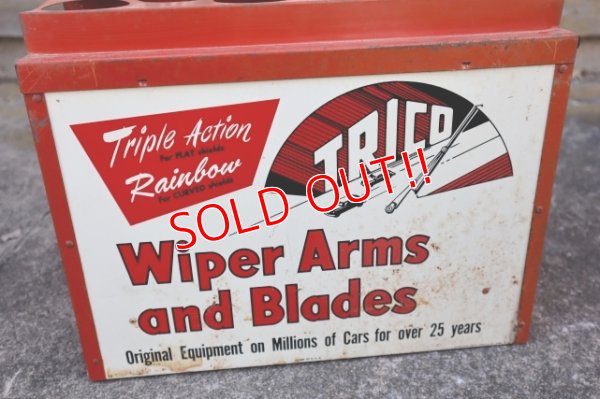 Triple Action
For FLAT shields
Rainbow
For CURVED shields
TRICO
SOLD OUT!!
Wiper Arms
and Blades
Original Equipment on Millions of Cars for over 25 years